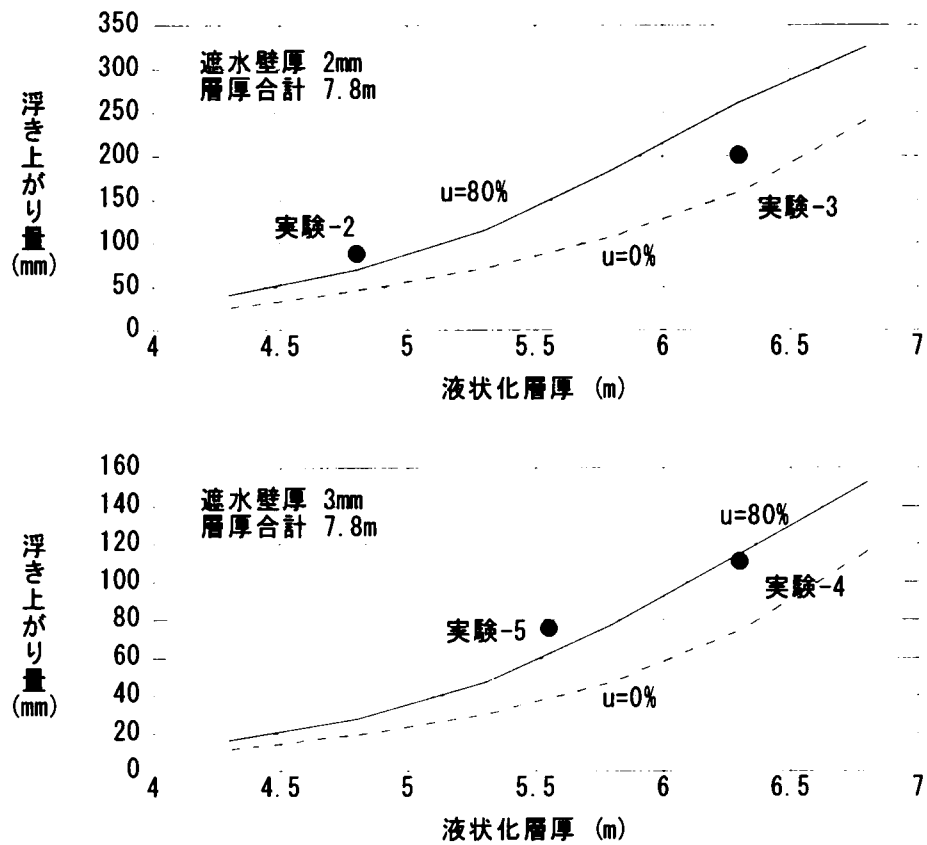 350
300
250
200
150
100
50
0
浮き上がり量
(mm)
遮水壁厚 2mm
層厚合計 7.8m
u=80%
実験-2
実験-3
u=0%
4 4.5 5 5.5 6 6.5 7
液状化層厚 (m)
160
140
120
100
80
60
40
20
0
浮き上がり量
(mm)
遮水壁厚 3mm
層厚合計 7.8m
u=80%
実験-4
実験-5
u=0%
4 4.5 5 5.5 6 6.5 7
液状化層厚 (m)